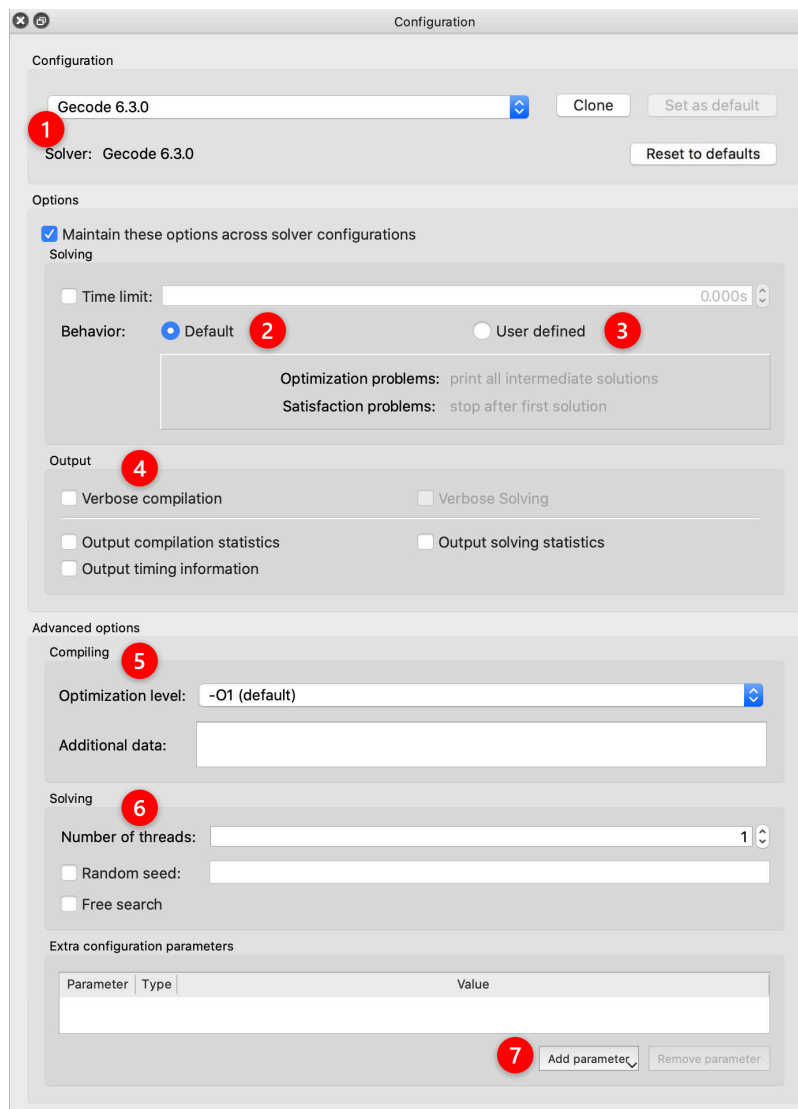 Configuration
Configuration
Gecode 6.3.0 Clone Set as default
1
Solver: Gecode 6.3.0 Reset to defaults
Options
Maintain these options across solver configurations
Solving
Time limit: 0.000s
Behavior: Default 2 User defined 3
Optimization problems: print all intermediate solutions
Satisfaction problems: stop after first solution
Output 4
Verbose compilation Verbose Solving
Output compilation statistics Output solving statistics
Output timing information
Advanced options
Compiling 5
Optimization level: -O1 (default)
Additional data:
Solving 6
Number of threads: 1
Random seed:
Free search
Extra configuration parameters
Parameter Type Value
7 Add parameter Remove parameter